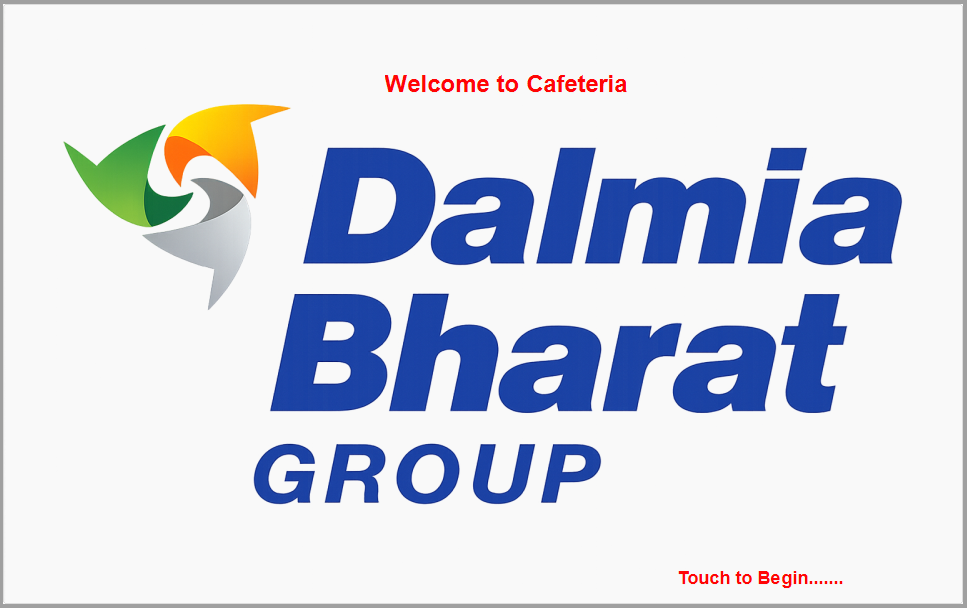 Welcome to Cafeteria
Dalmia
Bharat
GROUP
Touch to Begin.......